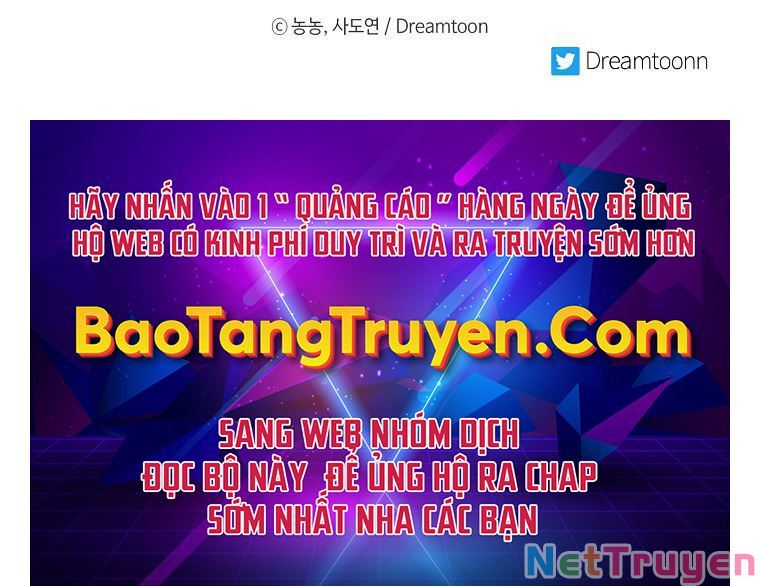 ⓒ 농농, 사도연 / Dreamtoon
Dreamtoonn
HÃY NHẤN VÀO 1 “ QUẢNG CÁO ” HÀNG NGÀY ĐỂ ỦNG
HỘ WEB CÓ KINH PHÍ DUY TRÌ VÀ RA TRUYỆN SỚM HƠN
BaoTangTruyen.Com
SANG WEB NHÓM DỊCH
ĐỌC BỘ NÀY ĐỂ ỦNG HỘ RA CHAP
SỚM NHẤT NHA CÁC BẠN
NetTruyen